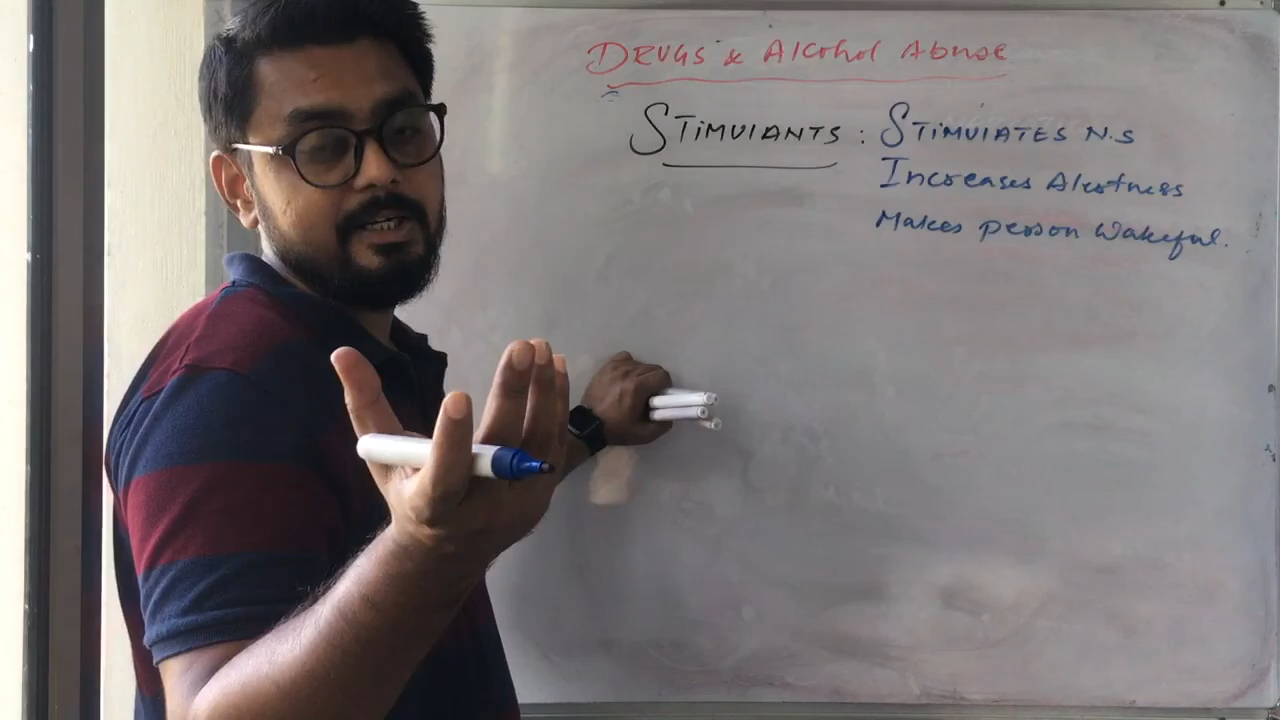 DRUGS & Alcohol Abuse
STIMULANTS : STIMULATES N.S
Increases Alertness
Makes person Wakeful.